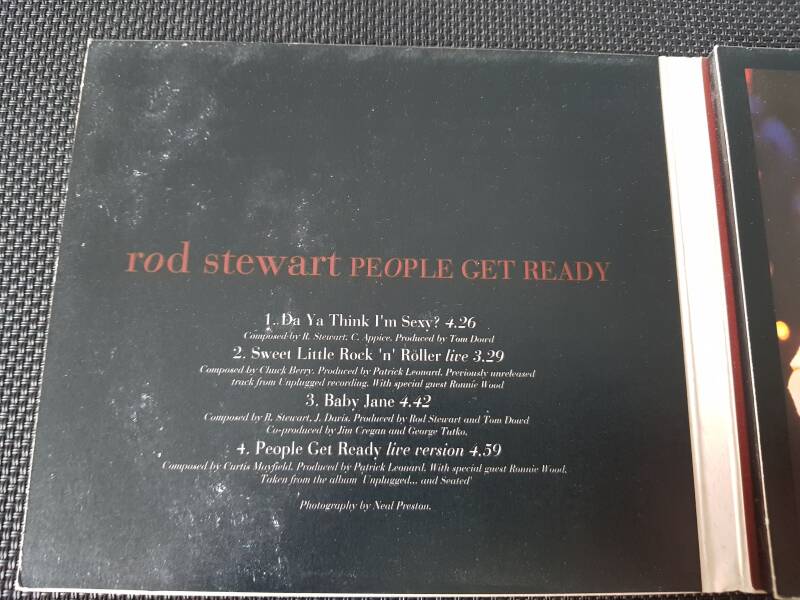 rod stewart PEOPLE GET READY
1. Da Ya Think I'm Sexy? 4.26
Composed by R. Stewart, C. Appice. Produced by Tom Dowd
2. Sweet Little Rock 'n' Roller live 3.29
Composed by Chuck Berry. Produced by Patrick Leonard. Previously unreleased
track from Unplugged recording. With special guest Ronnie Wood
3. Baby Jane 4.42
Composed by R. Stewart, J. Davis. Produced by Rod Stewart and Tom Dowd
Co-produced by Jim Cregan and George Tutko.
4. People Get Ready live version 4.59
Composed by Curtis Mayfield. Produced by Patrick Leonard. With special guest Ronnie Wood.
Taken from the album 'Unplugged... and Seated'
Photography by Neal Preston.